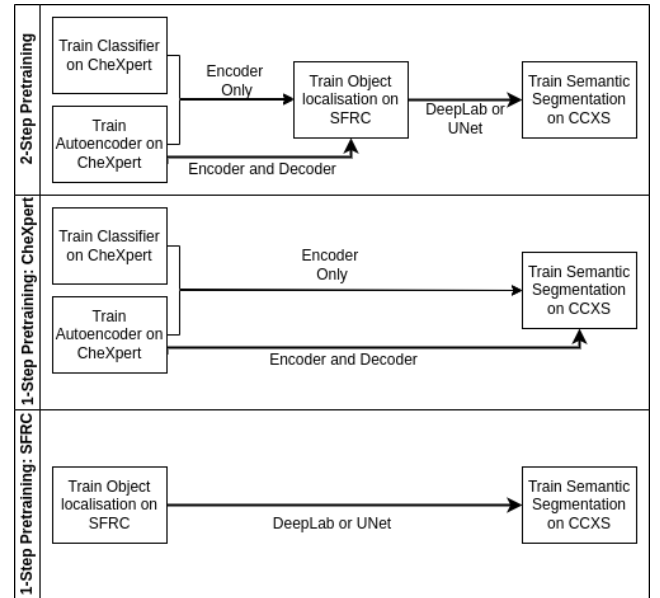 2-Step Pretraining
Train Classifier
on CheXpert
Train
Autoencoder on
CheXpert
Encoder
Only
Encoder and Decoder
Train Object
localisation on
SFRC
DeepLab or
UNet
Train Semantic
Segmentation
on CCXS
1-Step Pretraining: CheXpert
Train Classifier
on CheXpert
Train
Autoencoder on
CheXpert
Encoder
Only
Encoder and Decoder
Train Semantic
Segmentation
on CCXS
1-Step Pretraining: SFRC
Train Object
localisation on
SFRC
DeepLab or UNet
Train Semantic
Segmentation
on CCXS